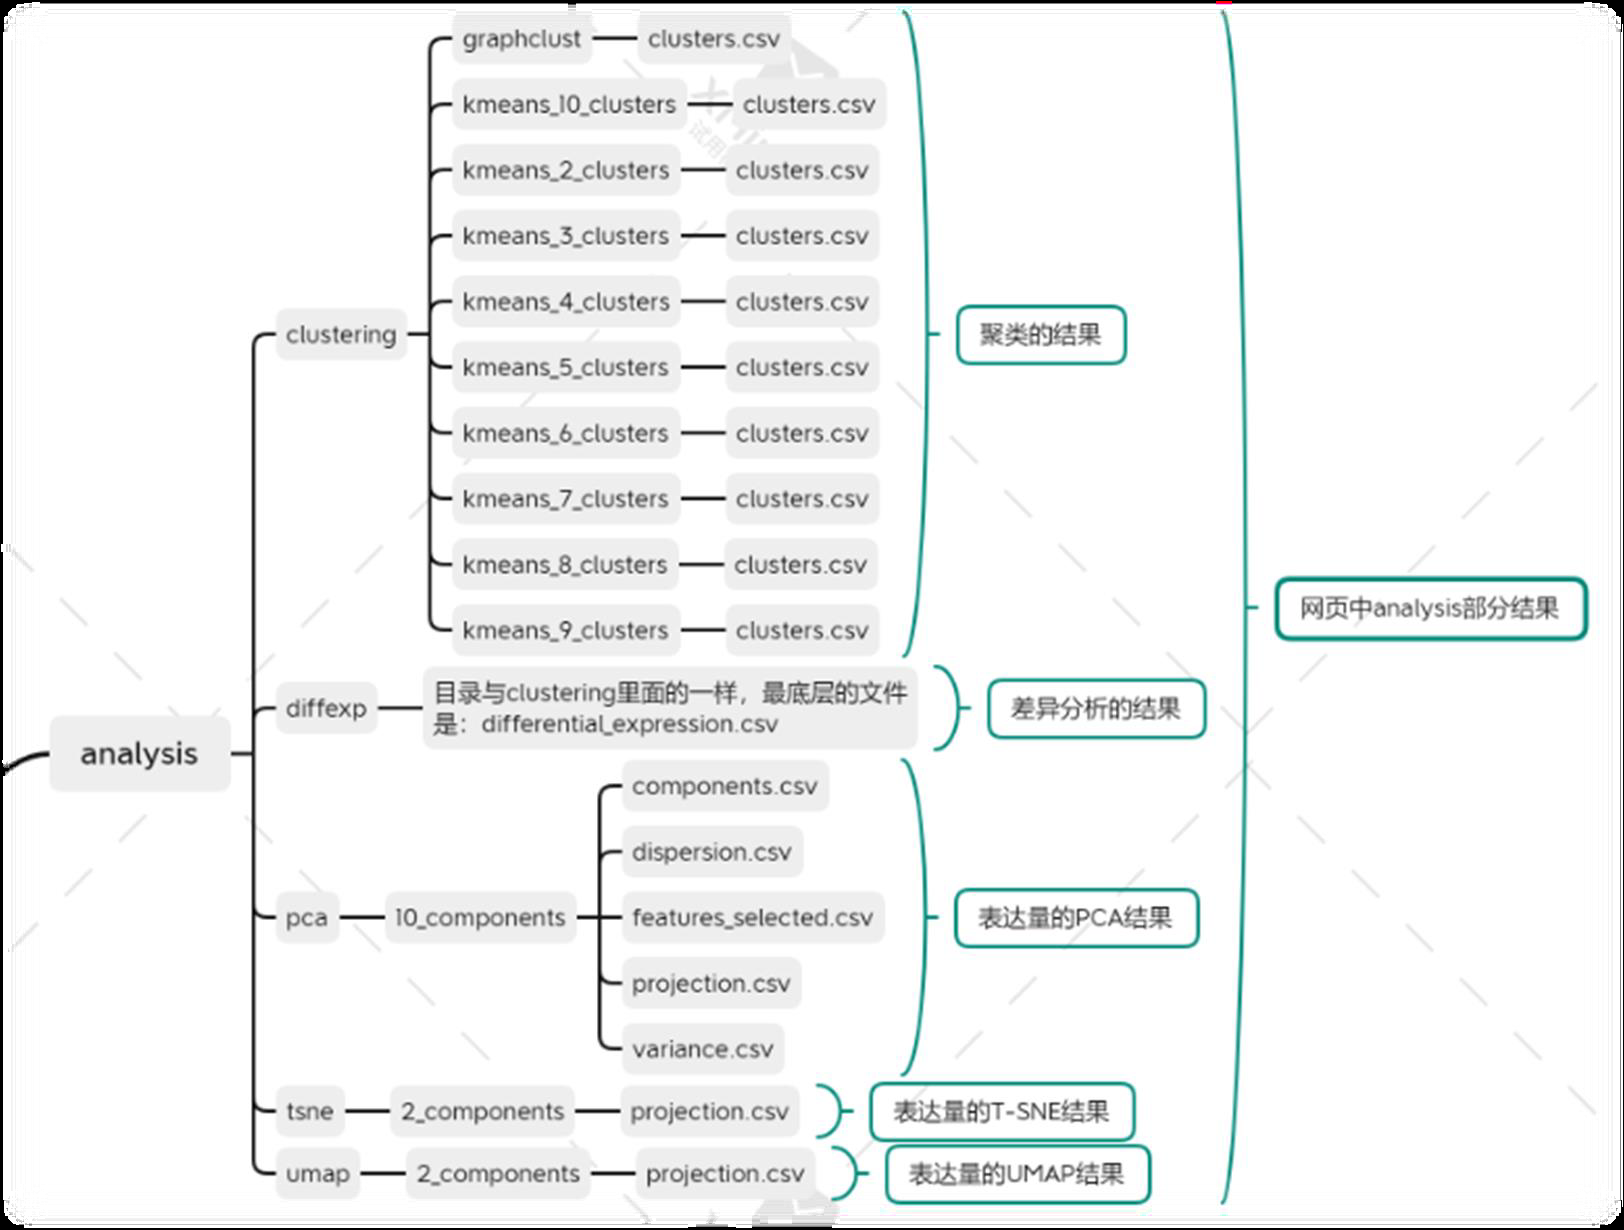 graphclust
clusters.csv
kmeans_10_clusters
clusters.csv
kmeans_2_clusters
clusters.csv
kmeans_3_clusters
clusters.csv
kmeans_4_clusters
clusters.csv
clustering
聚类的结果
kmeans_5_clusters
clusters.csv
kmeans_6_clusters
clusters.csv
kmeans_7_clusters
clusters.csv
kmeans_8_clusters
clusters.csv
网页中analysis部分结果
kmeans_9_clusters
clusters.csv
diffexp
目录与clustering里面的一样，最底层的文件
是：differential_expression.csv
差异分析的结果
analysis
components.csv
dispersion.csv
pca
10_components
features_selected.csv
表达量的PCA结果
projection.csv
variance.csv
tsne
2_components
projection.csv
表达量的T-SNE结果
umap
2_components
projection.csv
表达量的UMAP结果
试用